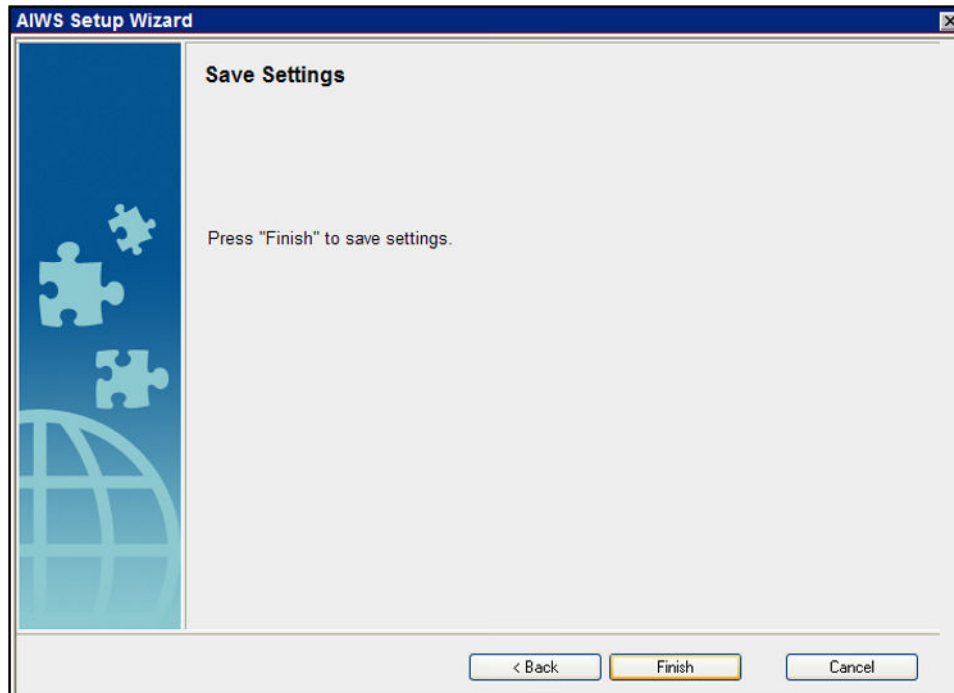 AIWS Setup Wizard
Save Settings
Press "Finish" to save settings.
< Back
Finish
Cancel